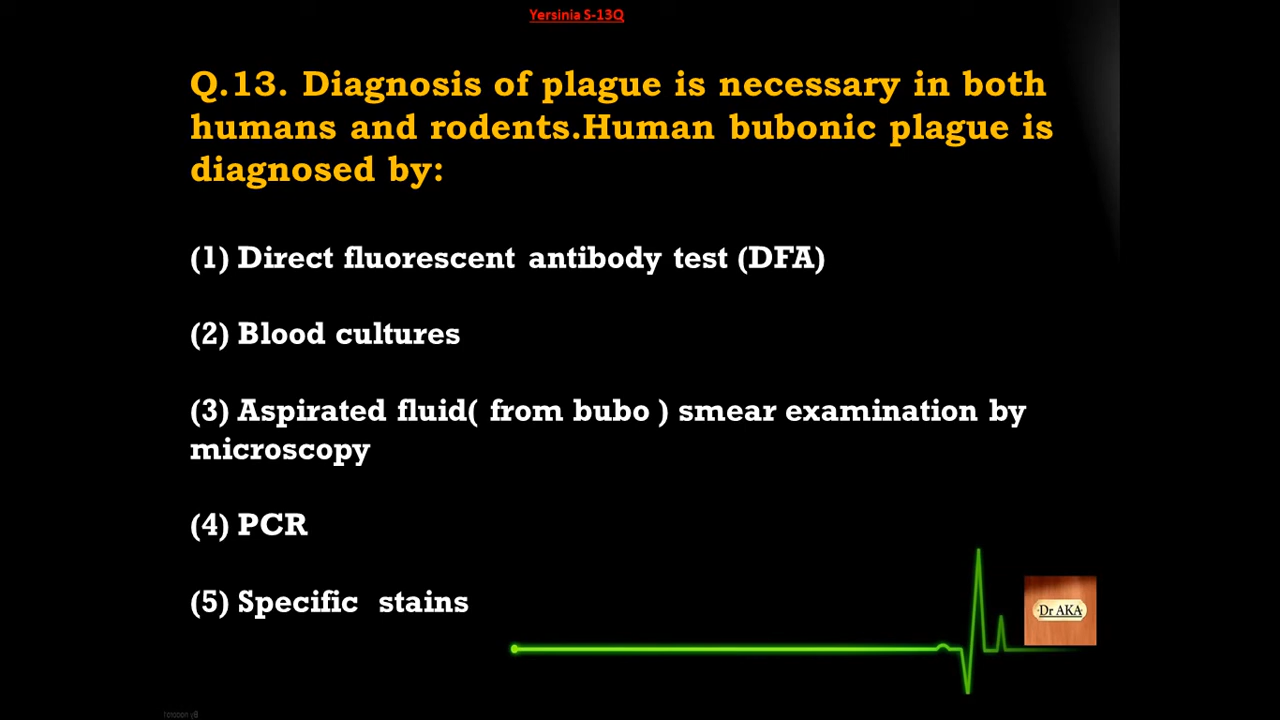 Yersinia S-13Q
Q.13. Diagnosis of plague is necessary in both
humans and rodents.Human bubonic plague is
diagnosed by:
(1) Direct fluorescent antibody test (DFA)
(2) Blood cultures
(3) Aspirated fluid( from bubo ) smear examination by
microscopy
(4) PCR
(5) Specific  stains
Dr AKA